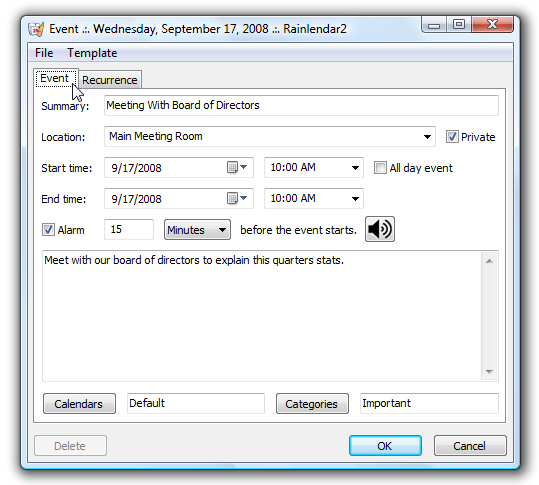 Event .:. Wednesday, September 17, 2008 .:. Rainlendar2
File Template
Event Recurrence
Summary: Meeting With Board of Directors
Location: Main Meeting Room Private
Start time: 9/17/2008 10:00 AM All day event
End time: 9/17/2008 10:00 AM
Alarm 15 Minutes before the event starts.
Meet with our board of directors to explain this quarters stats.
Calendars Default Categories Important
Delete OK Cancel